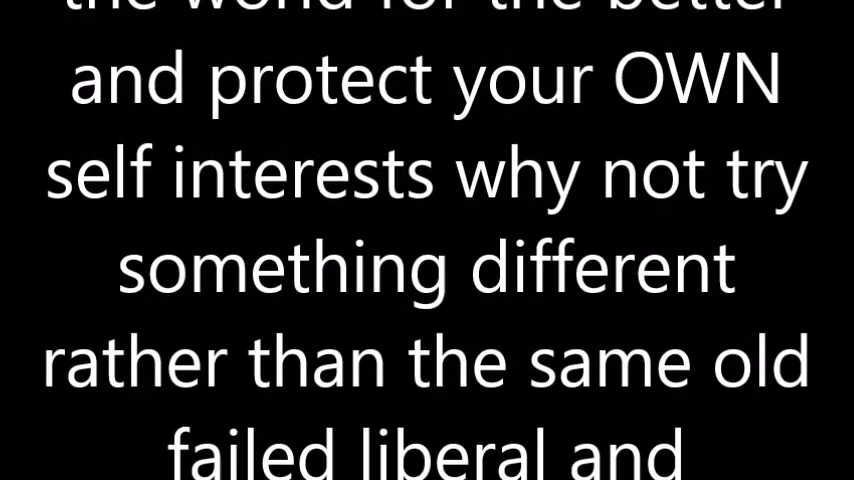 the world for the better
and protect your OWN
self interests why not try
something different
rather than the same old
failed liberal and